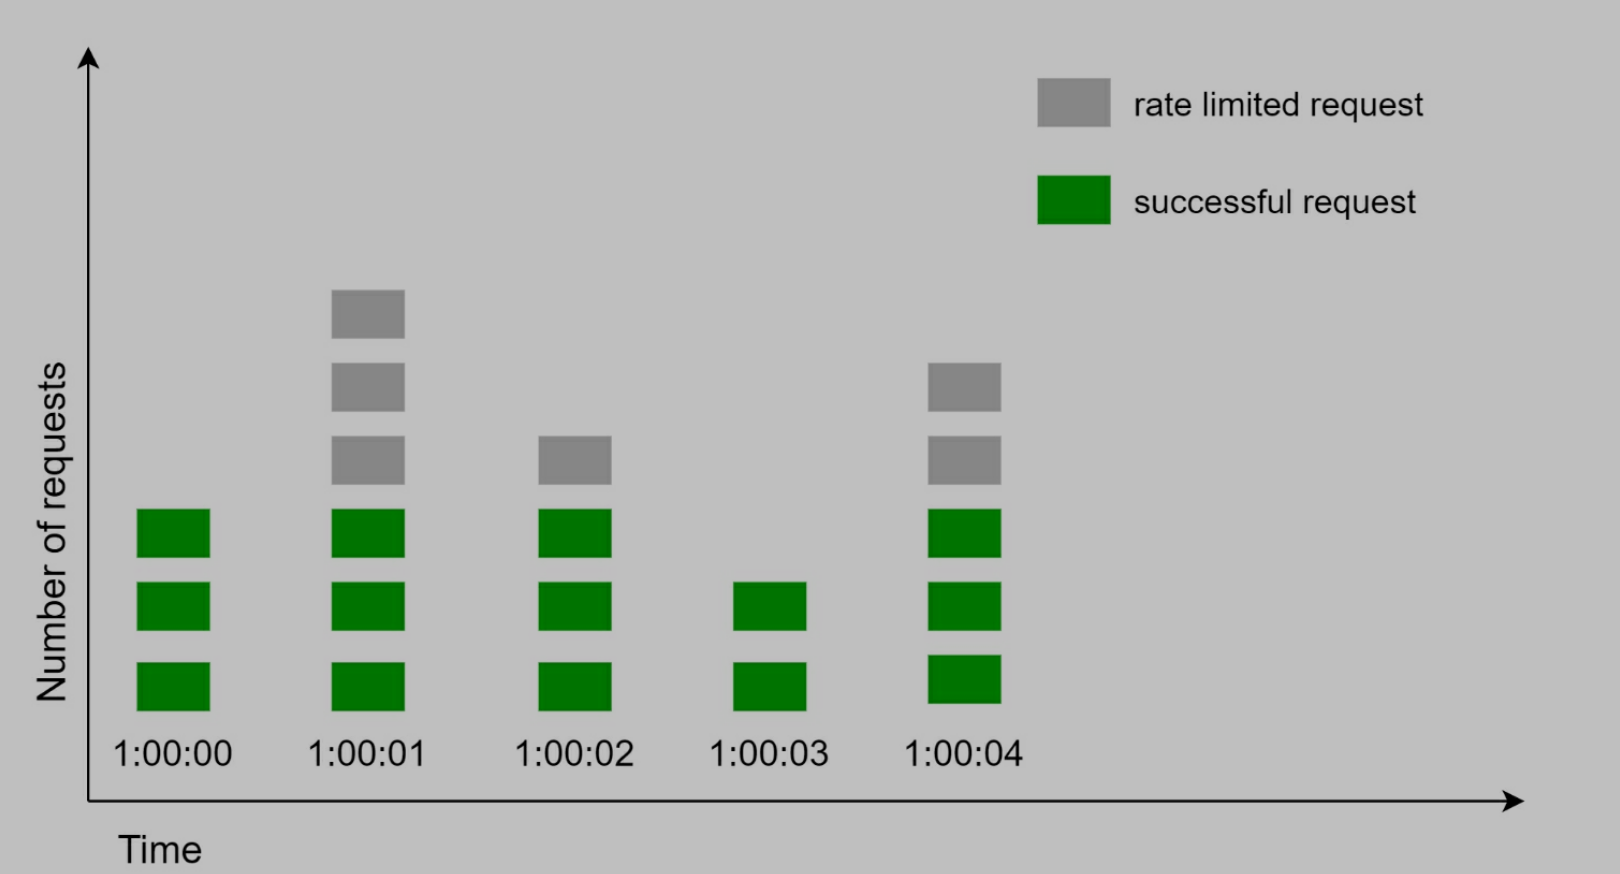 rate limited request
successful request
Number of requests
1:00:00 1:00:01 1:00:02 1:00:03 1:00:04
Time